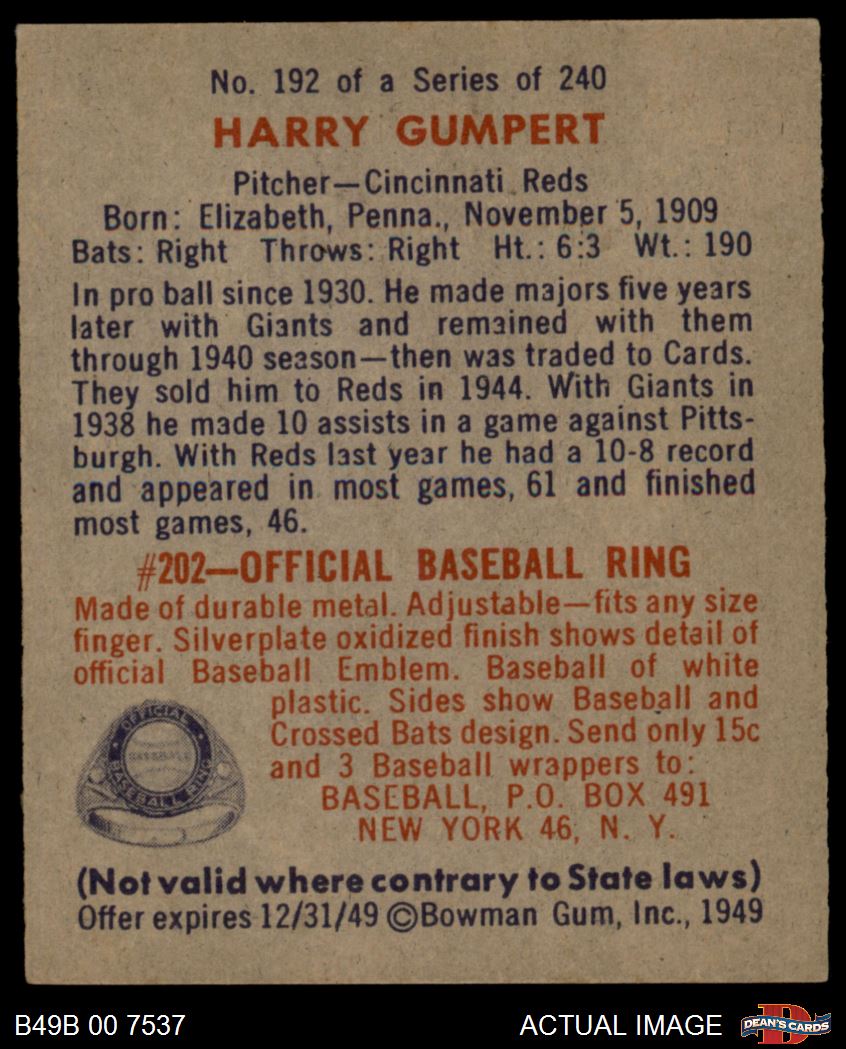 No. 192 of a Series of 240
HARRY GUMPERT
Pitcher—Cincinnati Reds
Born: Elizabeth, Penna., November 5, 1909
Bats: Right Throws: Right Ht.: 6:3 Wt.: 190
In pro ball since 1930. He made majors five years
later with Giants and remained with them
through 1940 season—then was traded to Cards.
They sold him to Reds in 1944. With Giants in
1938 he made 10 assists in a game against Pitts-
burgh. With Reds last year he had a 10-8 record
and appeared in most games, 61 and finished
most games, 46.
#202—OFFICIAL BASEBALL RING
Made of durable metal. Adjustable—fits any size
finger. Silverplate oxidized finish shows detail of
official Baseball Emblem. Baseball of white
plastic. Sides show Baseball and
Crossed Bats design. Send only 15c
and 3 Baseball wrappers to:
BASEBALL, P.O. BOX 491
NEW YORK 46, N. Y.
OFFICIAL
BASEBALL
BASEBALL RING
(Not valid where contrary to State laws)
Offer expires 12/31/49 ©Bowman Gum, Inc., 1949
B49B 00 7537
ACTUAL IMAGE
DEAN'S CARDS